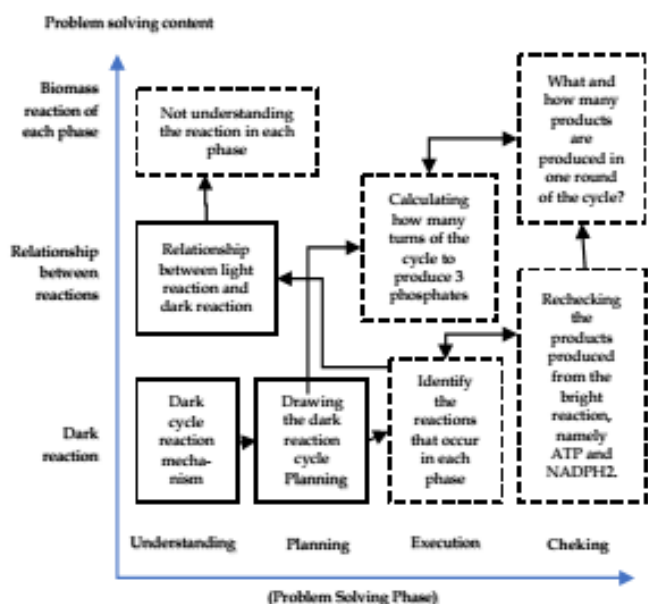 Problem solving content
Biomass
reaction of
each phase
Not understanding
the reaction in each
phase
What and
how many
products
are
produced in
one round
of the cycle?
Calculating
how many
turns of the
cycle to
produce 3
phosphates
Relationship
between
reactions
Relationship
between light
reaction and
dark reaction
Rechecking
the
products
produced
from the
bright
reaction,
namely
ATP and
NADPH2.
Dark
reaction
Dark
cycle
reaction
mecha-
nism
Drawing
the dark
reaction
cycle
Planning
Identify
the
reactions
that occur
in each
phase
Understanding
Planning
Execution
Cheking
(Problem Solving Phase)